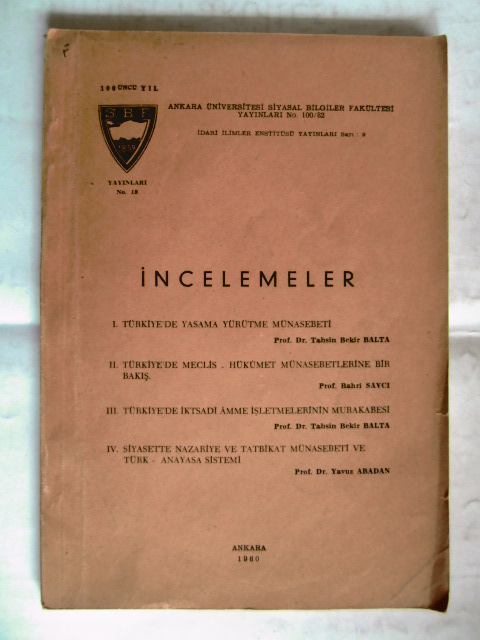 100 ÜNCÜ YIL
S B F
1859
YAYINLARI
No. 18
ANKARA ÜNİVERSİTESİ SİYASAL BİLGİLER FAKÜLTESİ
YAYINLARI No. 100/82
İDARİ İLİMLER ENSTİTÜSÜ YAYINLARI Sayı : 9
İNCELEMELER
I. TÜRKİYE'DE YASAMA YÜRÜTME MÜNASEBETİ
Prof. Dr. Tahsin Bekir BALTA
II. TÜRKİYE'DE MECLİS - HÜKÜMET MÜNASEBETLERİNE BİR
BAKIŞ.
Prof. Bahri SAVCI
III. TÜRKİYE'DE İKTSADİ ÂMME İŞLETMELERİNİN MURAKABESİ
Prof. Dr. Tahsin Bekir BALTA
IV. SİYASETTE NAZARİYE VE TATBİKAT MÜNASEBETİ VE
TÜRK - ANAYASA SİSTEMİ
Prof. Dr. Yavuz ABADAN
ANKARA
1960